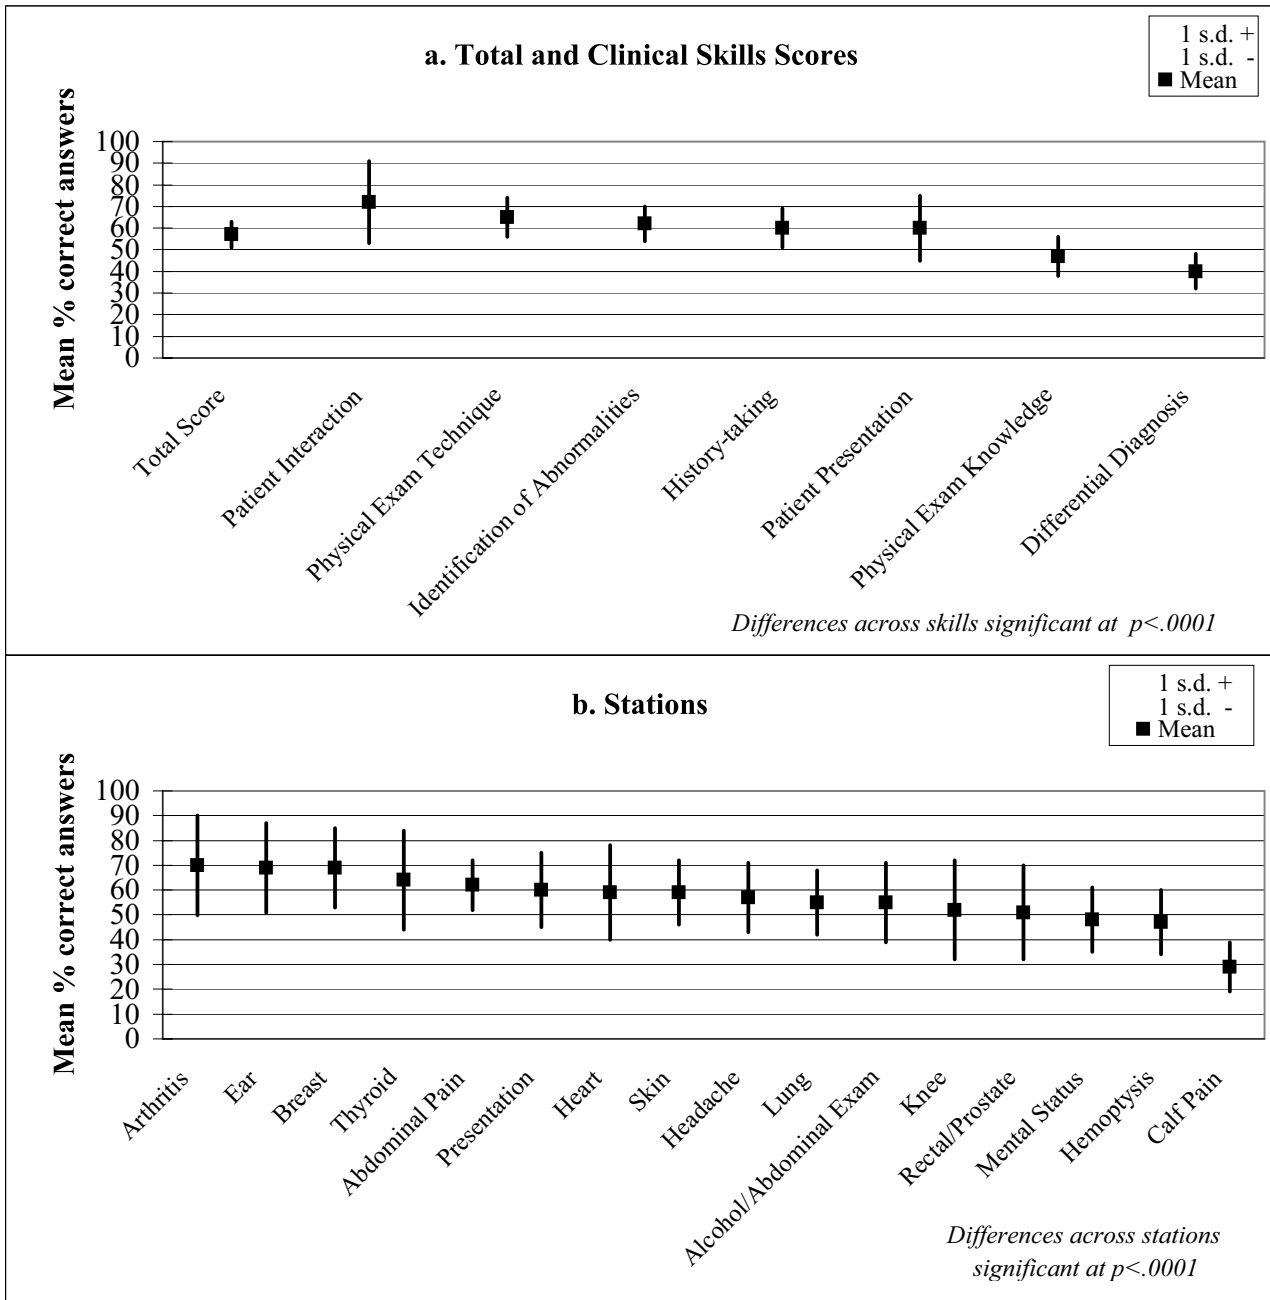 a. Total and Clinical Skills Scores
1 s.d. +
1 s.d. -
Mean
Mean % correct answers
100
90
80
70
60
50
40
30
20
10
0
Total Score
Patient Interaction
Physical Exam Technique
Identification of Abnormalities
History-taking
Patient Presentation
Physical Exam Knowledge
Differential Diagnosis
Differences across skills significant at p<.0001
b. Stations
1 s.d. +
1 s.d. -
Mean
Mean % correct answers
100
90
80
70
60
50
40
30
20
10
0
Arthritis
Ear
Breast
Thyroid
Abdominal Pain
Presentation
Heart
Skin
Headache
Lung
Alcohol/Abdominal Exam
Knee
Rectal/Prostate
Mental Status
Hemoptysis
Calf Pain
Differences across stations
significant at p<.0001